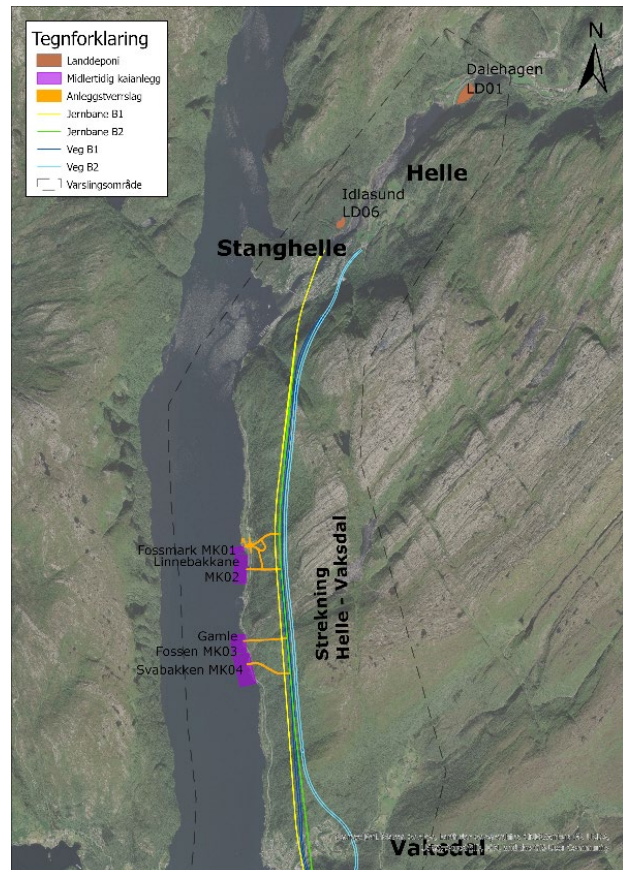 Tegnforklaring
Landdeponi
Midlertidig kaianlegg
Anleggstverrslag
Jernbane B1
Jernbane B2
Veg B1
Veg B2
Varslingsområde
N
Dalehagen
LD01
Helle
Idlasund
LD06
Stanghelle
Fossmark MK01
Linnebakkane
MK02
Strekning
Helle - Vaksdal
Gamle
Fossen MK03
Svabakken MK04
Vaksdal